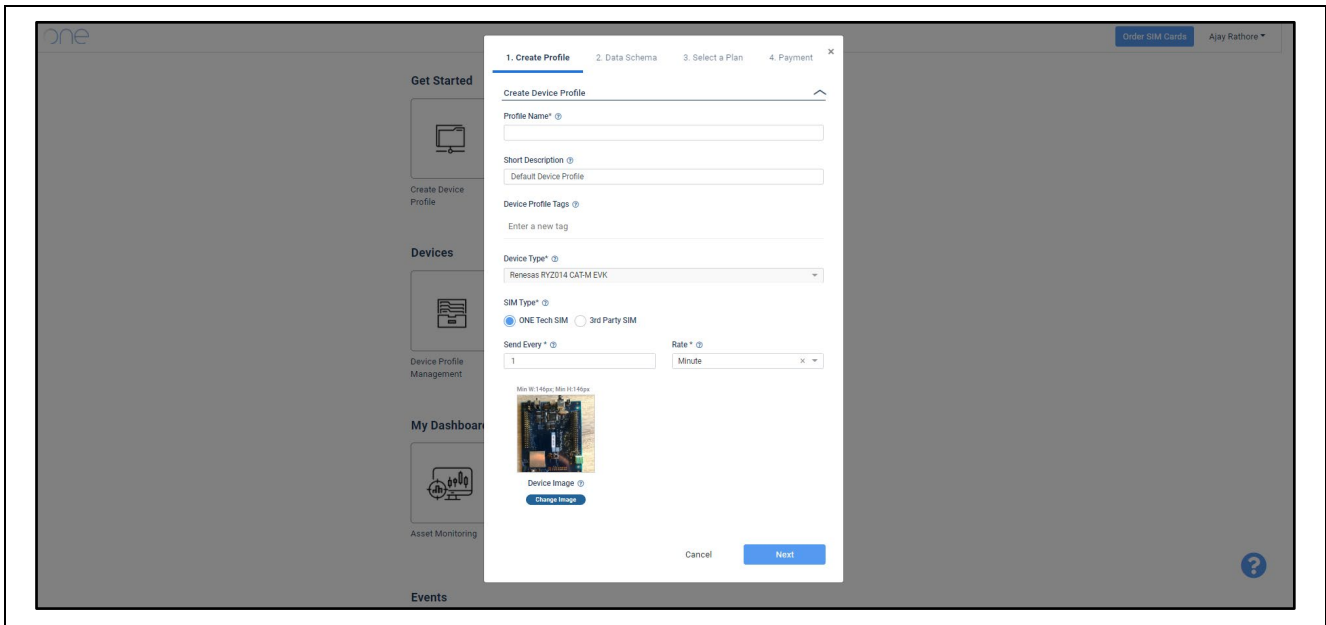 one
Order SIM Cards
Ajay Rathore
Get Started
Create Device
Profile
Devices
Device Profile
Management
My Dashboar
Asset Monitoring
Events
1. Create Profile 2. Data Schema 3. Select a Plan 4. Payment ×
Create Device Profile
Profile Name* ?
Short Description ?
Default Device Profile
Device Profile Tags ?
Enter a new tag
Device Type* ?
Renesas RYZ014 CAT-M EVK
SIM Type* ?
ONE Tech SIM 3rd Party SIM
Send Every * ? Rate * ?
1 Minute ×
Min W:146px; Min H:146px
Device Image ?
Change Image
Cancel Next
?